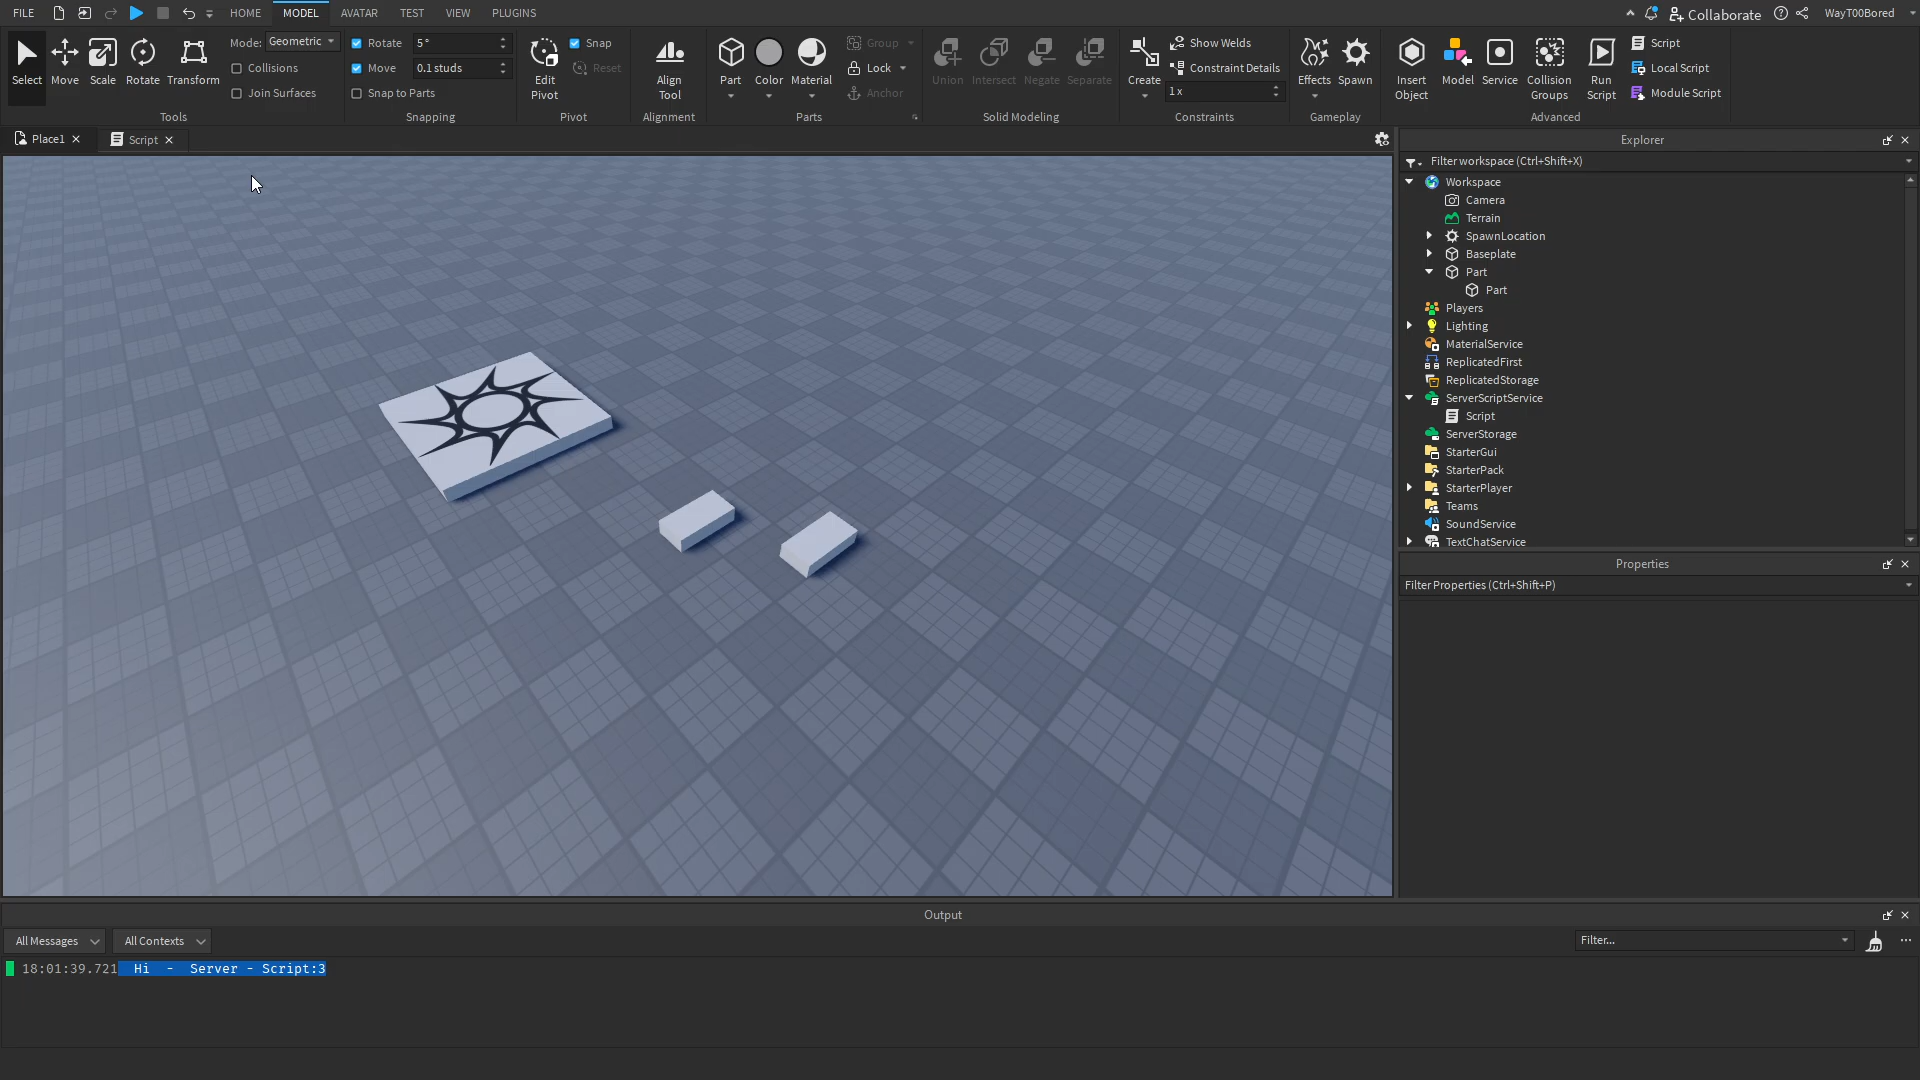 FILE HOME MODEL AVATAR TEST VIEW PLUGINS Collaborate WayT00Bored
Select Move Scale Rotate Transform
Mode: Geometric
Collisions
Join Surfaces
Tools
Rotate 5°
Move 0.1 studs
Snap to Parts
Snapping
Edit Pivot
Snap
Reset
Pivot
Align Tool
Alignment
Part Color Material
Group
Lock
Anchor
Parts
Union Intersect Negate Separate
Solid Modeling
Create
Show Welds
Constraint Details
1 x
Constraints
Effects Spawn
Gameplay
Insert Object
Model
Service
Collision Groups
Run Script
Script
Local Script
Module Script
Advanced
Place1 Script
Explorer
Filter workspace (Ctrl+Shift+X)
Workspace
Camera
Terrain
SpawnLocation
Baseplate
Part
Part
Players
Lighting
MaterialService
ReplicatedFirst
ReplicatedStorage
ServerScriptService
Script
ServerStorage
StarterGui
StarterPack
StarterPlayer
Teams
SoundService
TextChatService
Properties
Filter Properties (Ctrl+Shift+P)
Output
All Messages All Contexts Filter...
18:01:39.721 Hi - Server - Script:3